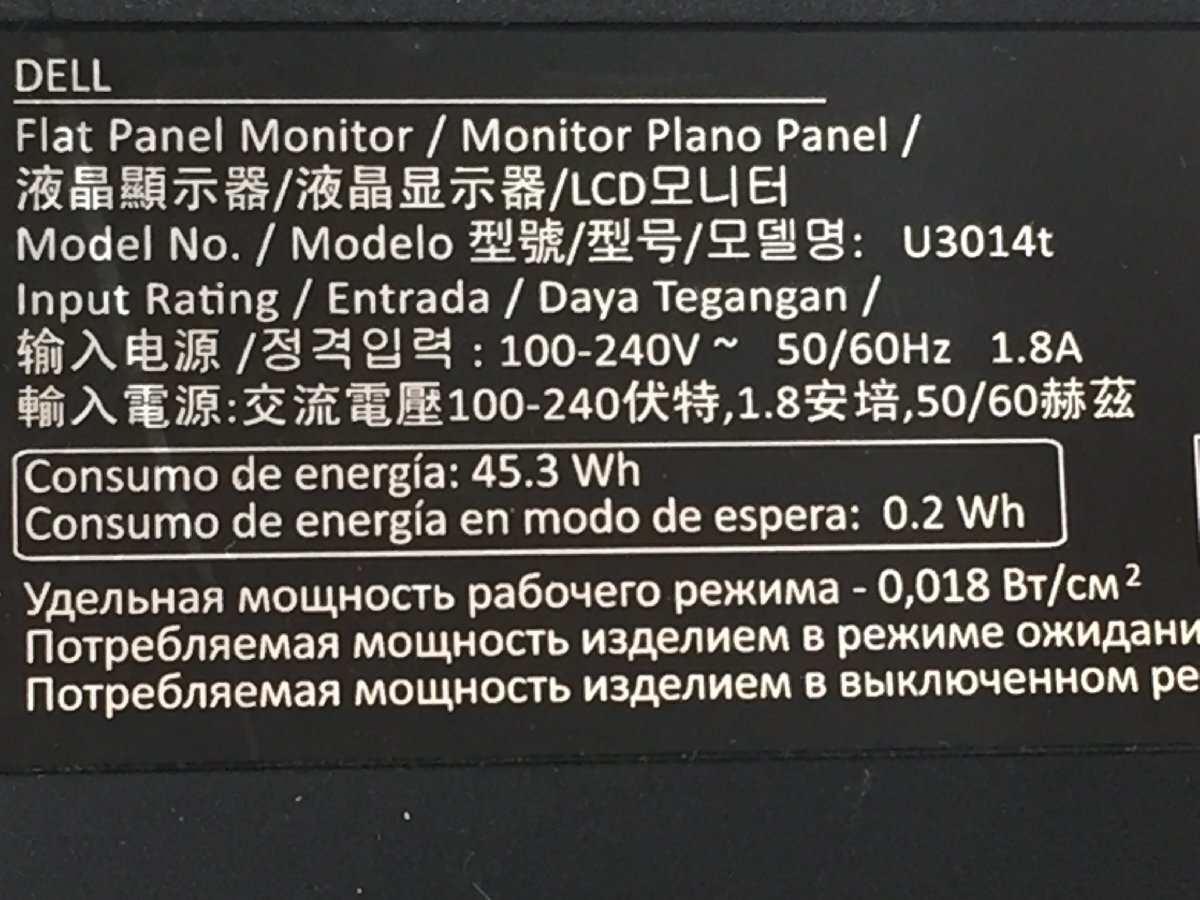 DELL
Flat Panel Monitor / Monitor Plano Panel /
液晶顯示器/液晶显示器/LCD모니터
Model No. / Modelo 型號/型号/모델명: U3014t
Input Rating / Entrada / Daya Tegangan /
输入电源 /정격입력 : 100-240V ~ 50/60Hz 1.8A
輸入電源:交流電壓100-240伏特,1.8安培,50/60赫茲
Consumo de energía: 45.3 Wh
Consumo de energía en modo de espera: 0.2 Wh
Удельная мощность рабочего режима - 0,018 Вт/см²
Потребляемая мощность изделием в режиме ожидани
Потребляемая мощность изделием в выключенном ре